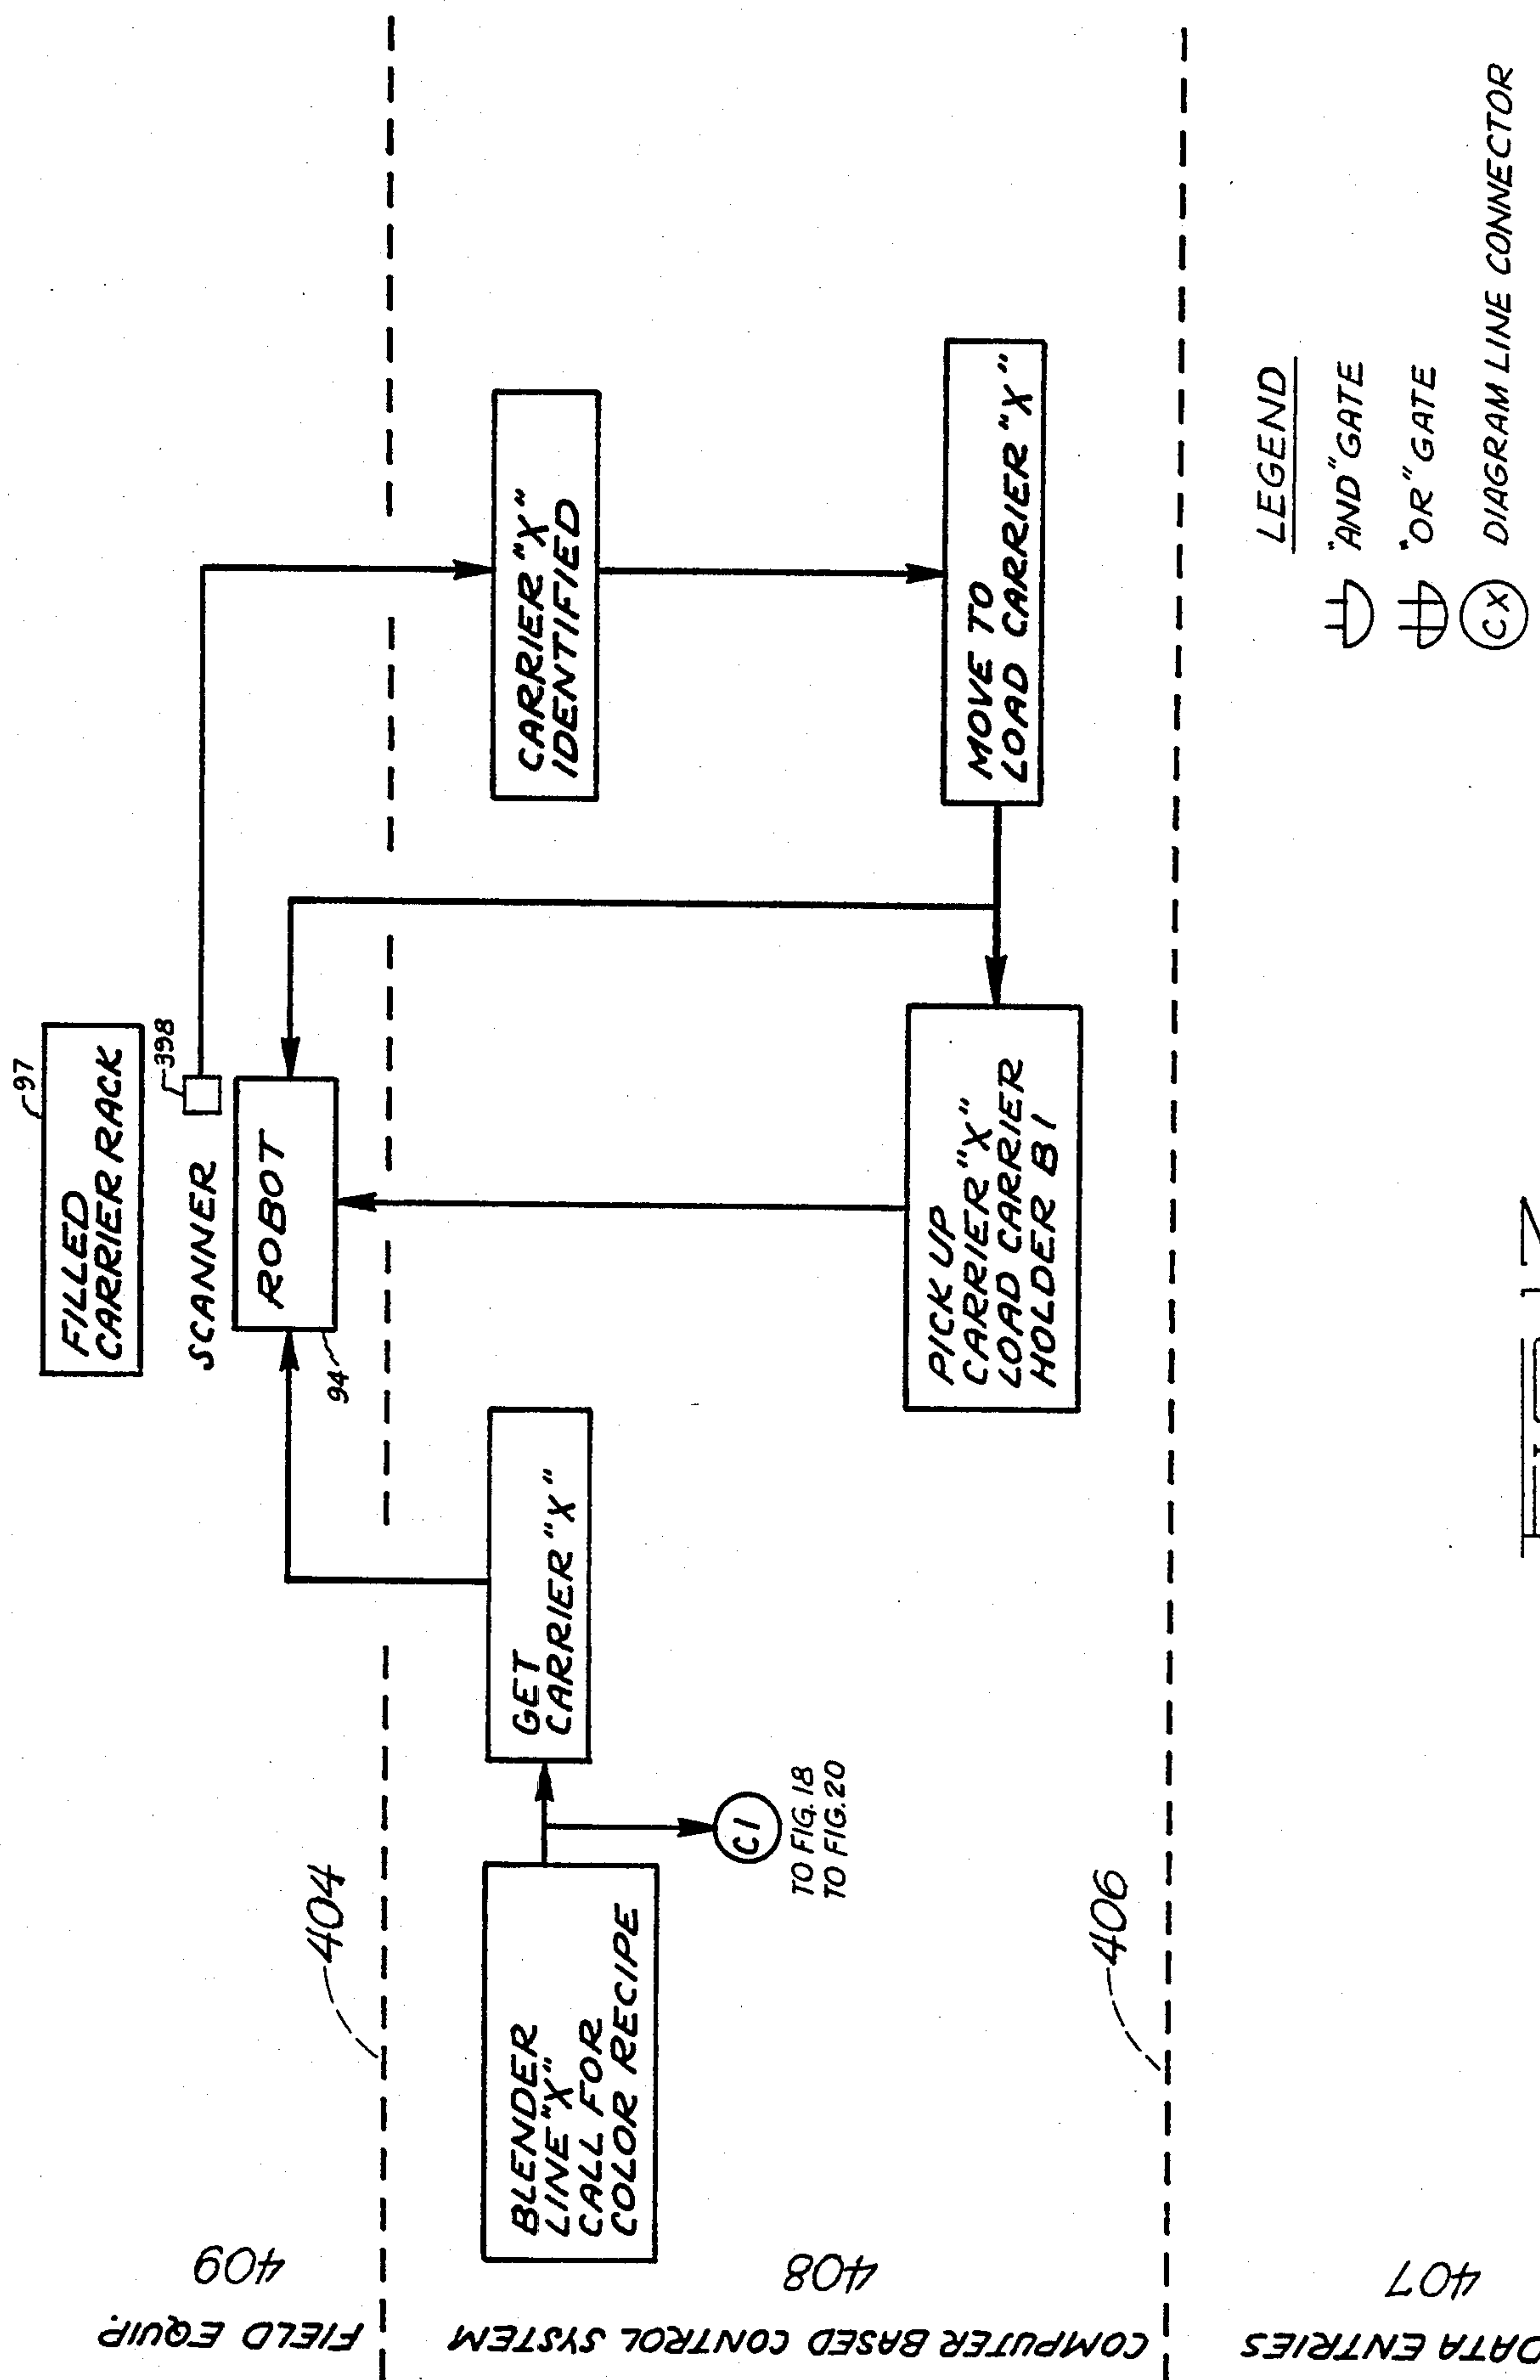 97
FILLED
CARRIER RACK
398
SCANNER
ROBOT
94
404
409
FIELD EQUIP.
BLENDER
LINE "X"
CALL FOR
COLOR RECIPE
GET
CARRIER "X"
C1
TO FIG. 18
TO FIG. 20
CARRIER "X"
IDENTIFIED
MOVE TO
LOAD CARRIER "X"
PICK UP
CARRIER "X"
LOAD CARRIER
HOLDER B1
408
COMPUTER BASED CONTROL SYSTEM
406
407
DATA ENTRIES
LEGEND
"AND" GATE
"OR" GATE
CX DIAGRAM LINE CONNECTOR